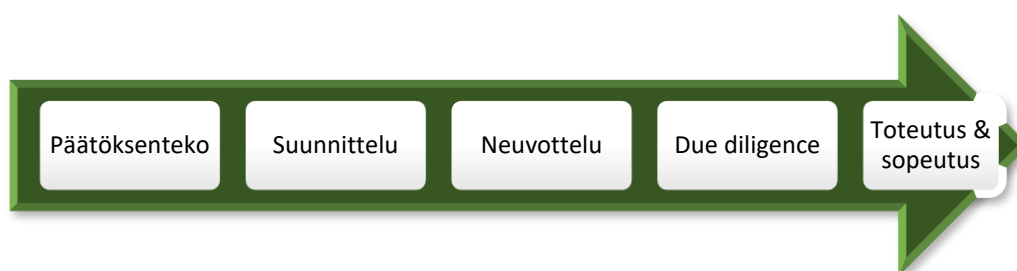 Päätöksenteko
Suunnittelu
Neuvottelu
Due diligence
Toteutus &
sopeutus